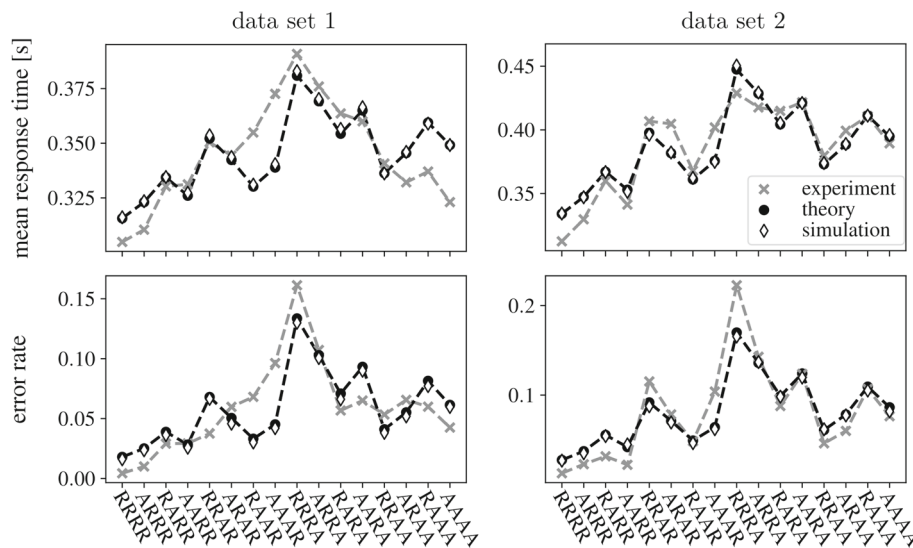 data set 1
data set 2
mean response time [s]
0.375
0.350
0.325
0.45
0.40
0.35
experiment
theory
simulation
error rate
0.15
0.10
0.05
0.00
0.2
0.1
RRRR
ARRR
RARR
AARR
RRAR
ARAR
RAAR
AAAR
RRRA
ARRA
RARA
AARA
RRAA
ARAA
RAAA
AAAA
RRRR
ARRR
RARR
AARR
RRAR
ARAR
RAAR
AAAR
RRRA
ARRA
RARA
AARA
RRAA
ARAA
RAAA
AAAA